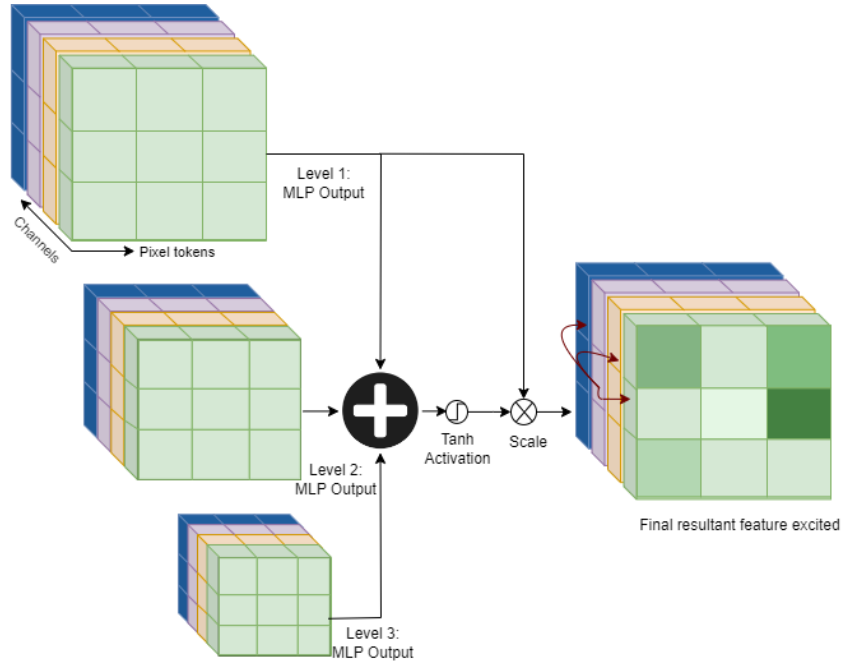 Level 1:
MLP Output
Channels
Pixel tokens
Level 2:
MLP Output
Tanh
Activation
Scale
Final resultant feature excited
Level 3:
MLP Output